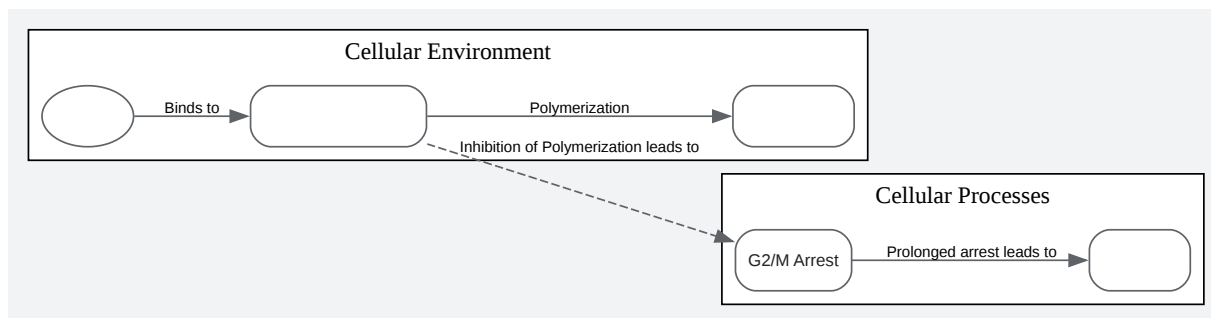 Cellular Environment
Binds to
Polymerization
Inhibition of Polymerization leads to
Cellular Processes
G2/M Arrest
Prolonged arrest leads to